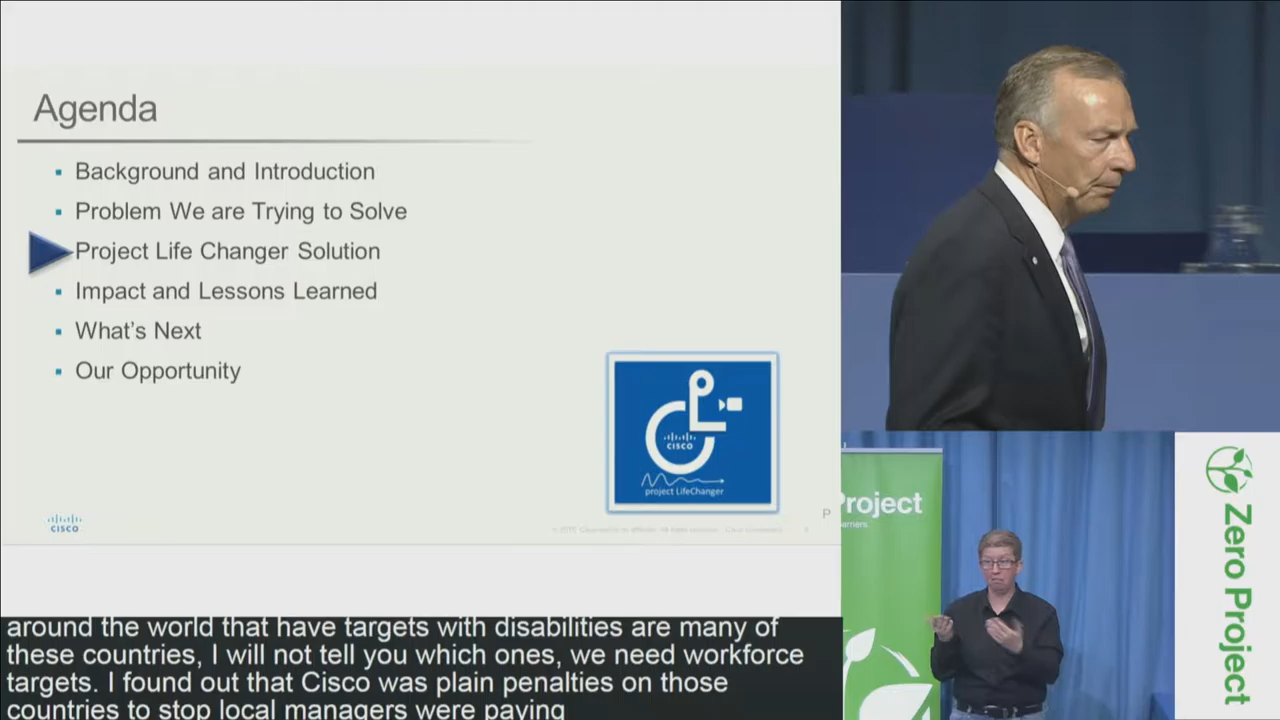 Agenda
Background and Introduction
Problem We are Trying to Solve
Project Life Changer Solution
Impact and Lessons Learned
What's Next
Our Opportunity
CISCO
project LifeChanger
CISCO
P
around the world that have targets with disabilities are many of
these countries, I will not tell you which ones, we need workforce
targets. I found out that Cisco was plain penalties on those
countries to stop local managers were paying
Project
Zero Project